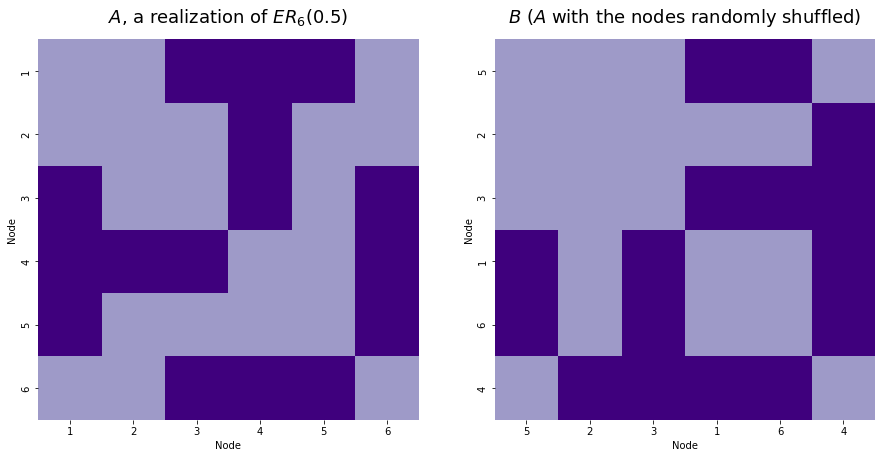 A, a realization of ER₆(0.5)
Node
1
2
3
4
5
6
1 2 3 4 5 6
Node
B (A with the nodes randomly shuffled)
Node
5
2
3
1
6
4
5 2 3 1 6 4
Node